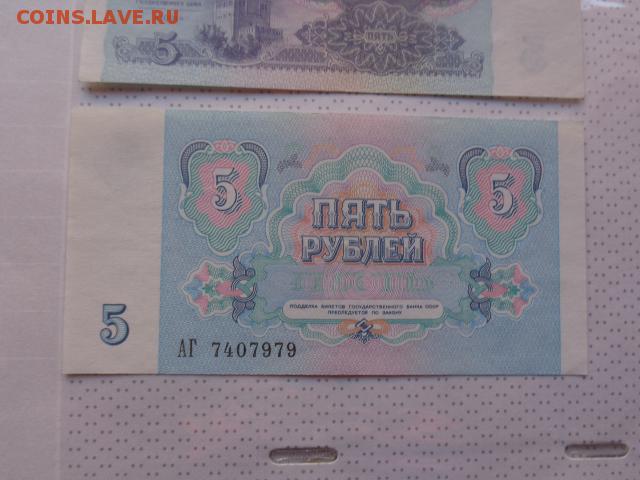 COINS.LAVE.RU
5
ПЯТЬ
5
5
ПЯТЬ
РУБЛЕЙ
ПОДДЕЛКА БИЛЕТОВ ГОСУДАРСТВЕННОГО БАНКА СССР
ПРЕСЛЕДУЕТСЯ ПО ЗАКОНУ
5
АГ 7407979